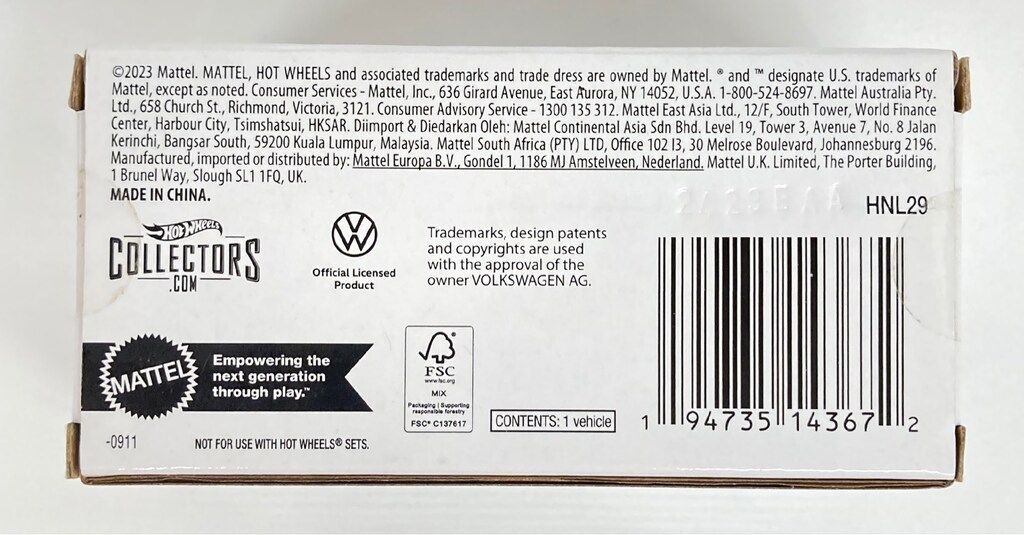 ©2023 Mattel. MATTEL, HOT WHEELS and associated trademarks and trade dress are owned by Mattel. ® and ™ designate U.S. trademarks of
Mattel, except as noted. Consumer Services - Mattel, Inc., 636 Girard Avenue, East Aurora, NY 14052, U.S.A. 1-800-524-8697. Mattel Australia Pty.
Ltd., 658 Church St., Richmond, Victoria, 3121. Consumer Advisory Service - 1300 135 312. Mattel East Asia Ltd., 12/F, South Tower, World Finance
Center, Harbour City, Tsimshatsui, HKSAR. Diimport & Diedarkan Oleh: Mattel Continental Asia Sdn Bhd. Level 19, Tower 3, Avenue 7, No. 8 Jalan
Kerinchi, Bangsar South, 59200 Kuala Lumpur, Malaysia. Mattel South Africa (PTY) LTD, Office 102 I3, 30 Melrose Boulevard, Johannesburg 2196.
Manufactured, imported or distributed by: Mattel Europa B.V., Gondel 1, 1186 MJ Amstelveen, Nederland. Mattel U.K. Limited, The Porter Building,
1 Brunel Way, Slough SL1 1FQ, UK.
MADE IN CHINA.
HNL29
HOT WHEELS
COLLECTORS
.COM
Official Licensed
Product
Trademarks, design patents
and copyrights are used
with the approval of the
owner VOLKSWAGEN AG.
MATTEL
Empowering the
next generation
through play.™
FSC
www.fsc.org
MIX
Packaging | Supporting
responsible forestry
FSC® C137617
CONTENTS: 1 vehicle
1 94735 14367 2
-0911
NOT FOR USE WITH HOT WHEELS® SETS.